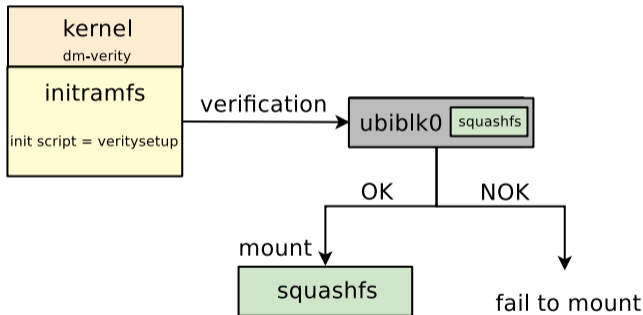 kernel
dm-verity
initramfs
init script = veritysetup
verification
ubiblk0
squashfs
OK
NOK
mount
squashfs
fail to mount